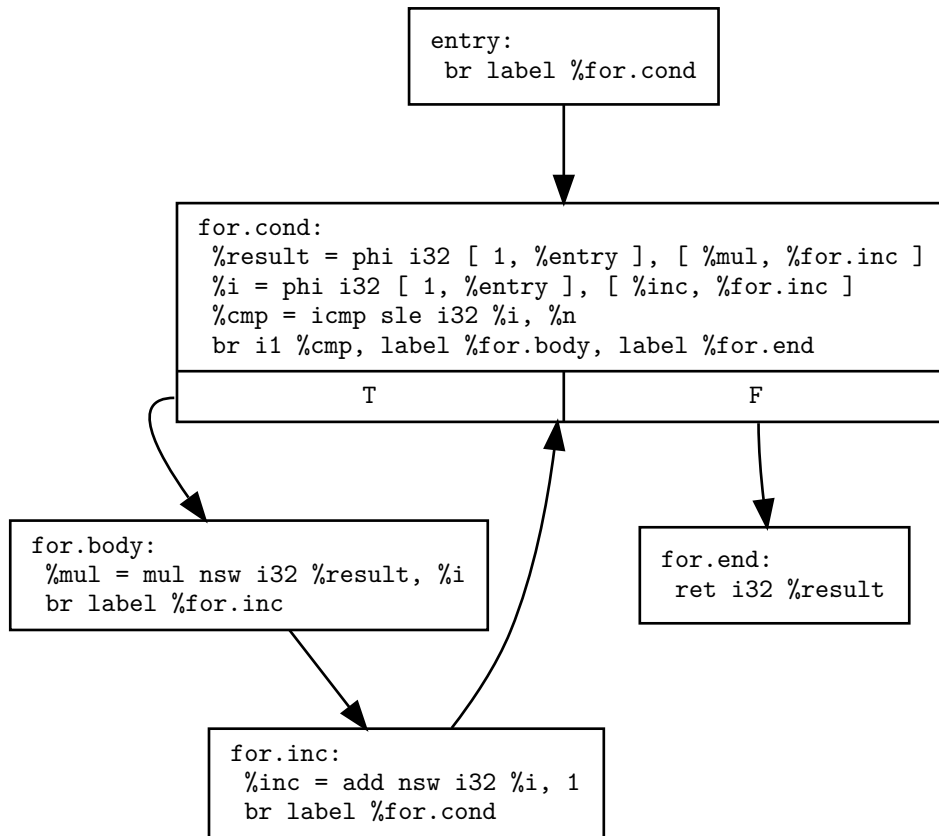 entry:
br label %for.cond
for.cond:
%result = phi i32 [ 1, %entry ], [ %mul, %for.inc ]
%i = phi i32 [ 1, %entry ], [ %inc, %for.inc ]
%cmp = icmp sle i32 %i, %n
br i1 %cmp, label %for.body, label %for.end
T
F
for.body:
%mul = mul nsw i32 %result, %i
br label %for.inc
for.end:
ret i32 %result
for.inc:
%inc = add nsw i32 %i, 1
br label %for.cond